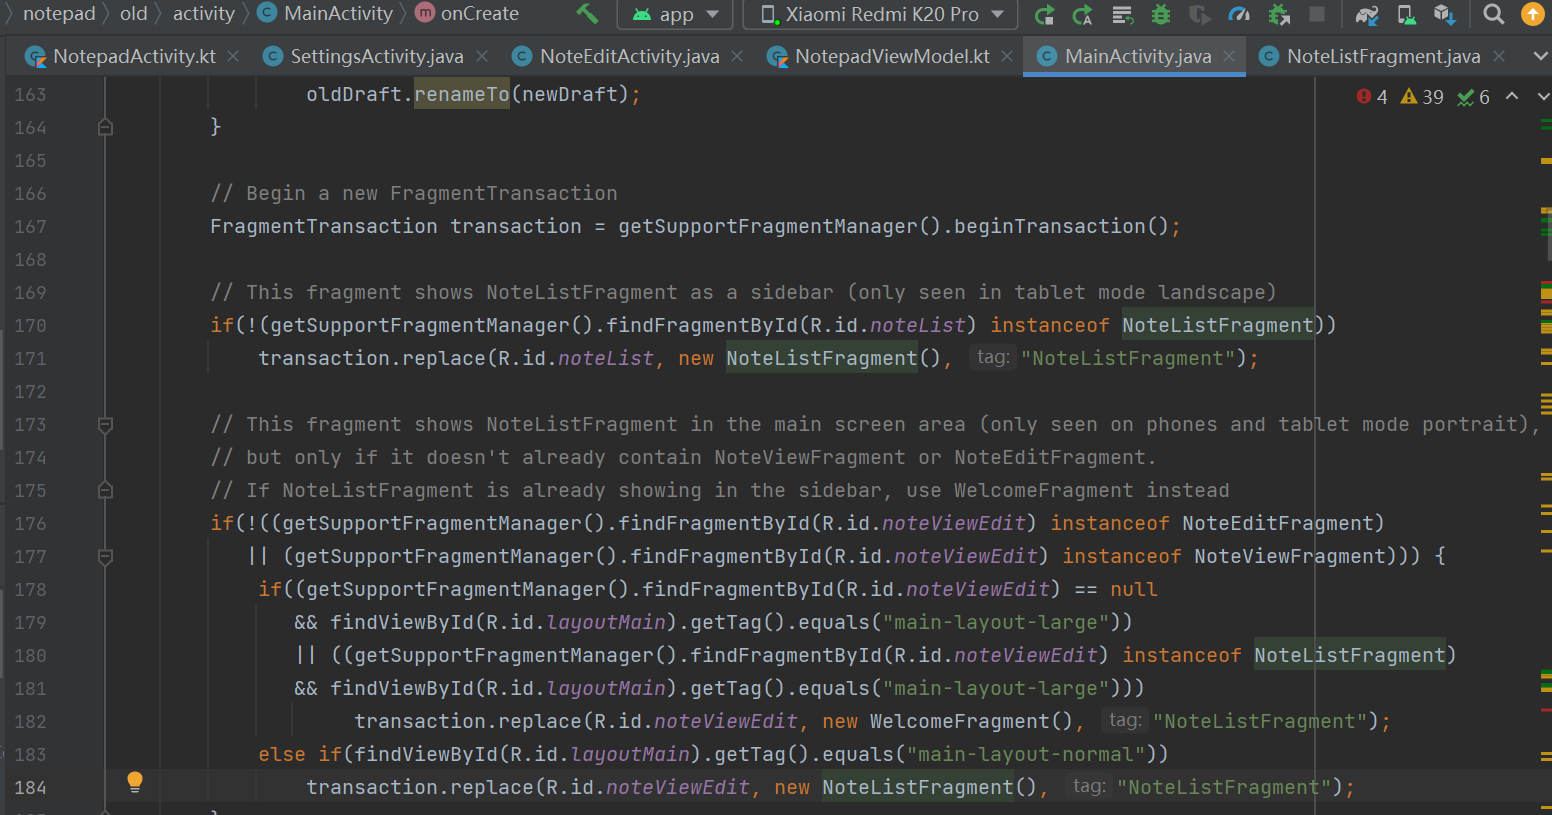 notepad old activity MainActivity onCreate app Xiaomi Redmi K20 Pro
NotepadActivity.kt SettingsActivity.java NoteEditActivity.java NotepadViewModel.kt MainActivity.java NoteListFragment.java
163 oldDraft.renameTo(newDraft); 4 39 6
164 }
165
166 // Begin a new FragmentTransaction
167 FragmentTransaction transaction = getSupportFragmentManager().beginTransaction();
168
169 // This fragment shows NoteListFragment as a sidebar (only seen in tablet mode landscape)
170 if(!(getSupportFragmentManager().findFragmentById(R.id.noteList) instanceof NoteListFragment))
171 transaction.replace(R.id.noteList, new NoteListFragment(), tag: "NoteListFragment");
172
173 // This fragment shows NoteListFragment in the main screen area (only seen on phones and tablet mode portrait),
174 // but only if it doesn't already contain NoteViewFragment or NoteEditFragment.
175 // If NoteListFragment is already showing in the sidebar, use WelcomeFragment instead
176 if(!((getSupportFragmentManager().findFragmentById(R.id.noteViewEdit) instanceof NoteEditFragment)
177 || (getSupportFragmentManager().findFragmentById(R.id.noteViewEdit) instanceof NoteViewFragment))) {
178 if((getSupportFragmentManager().findFragmentById(R.id.noteViewEdit) == null
179 && findViewById(R.id.layoutMain).getTag().equals("main-layout-large"))
180 || ((getSupportFragmentManager().findFragmentById(R.id.noteViewEdit) instanceof NoteListFragment)
181 && findViewById(R.id.layoutMain).getTag().equals("main-layout-large")))
182 transaction.replace(R.id.noteViewEdit, new WelcomeFragment(), tag: "NoteListFragment");
183 else if(findViewById(R.id.layoutMain).getTag().equals("main-layout-normal"))
184 transaction.replace(R.id.noteViewEdit, new NoteListFragment(), tag: "NoteListFragment");